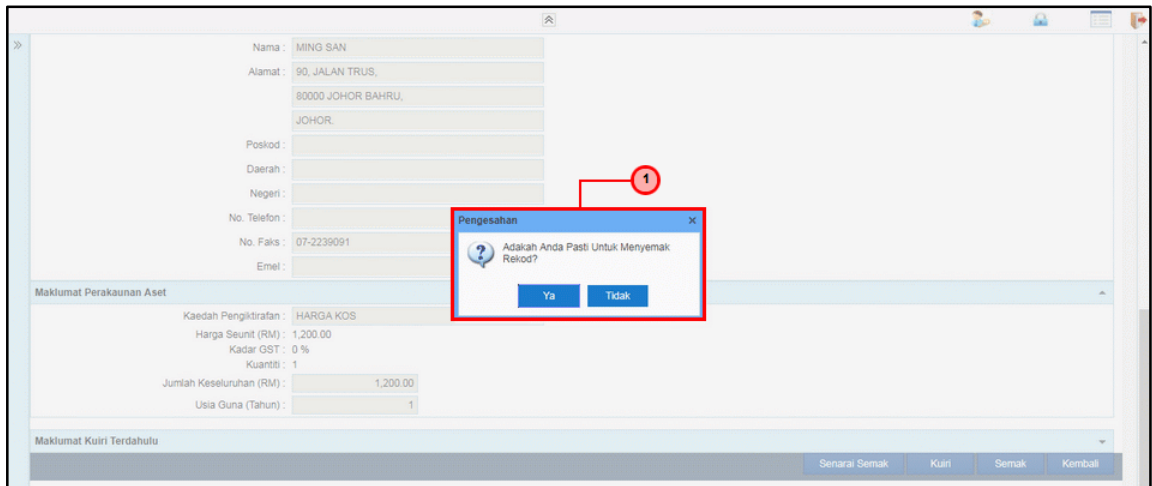 Nama : MING SAN
Alamat : 90, JALAN TRUS,
80000 JOHOR BAHRU,
JOHOR.
Poskod :
Daerah :
Negeri :
No. Telefon :
No. Faks : 07-2239091
Emel :
1
Pengesahan x
Adakah Anda Pasti Untuk Menyemak
Rekod?
Ya Tidak
Maklumat Perakaunan Aset
Kaedah Pengiktirafan : HARGA KOS
Harga Seunit (RM) : 1,200.00
Kadar GST : 0 %
Kuantiti : 1
Jumlah Keseluruhan (RM) : 1,200.00
Usia Guna (Tahun) : 1
Maklumat Kuiri Terdahulu
Senarai Semak Kuiri Semak Kembali